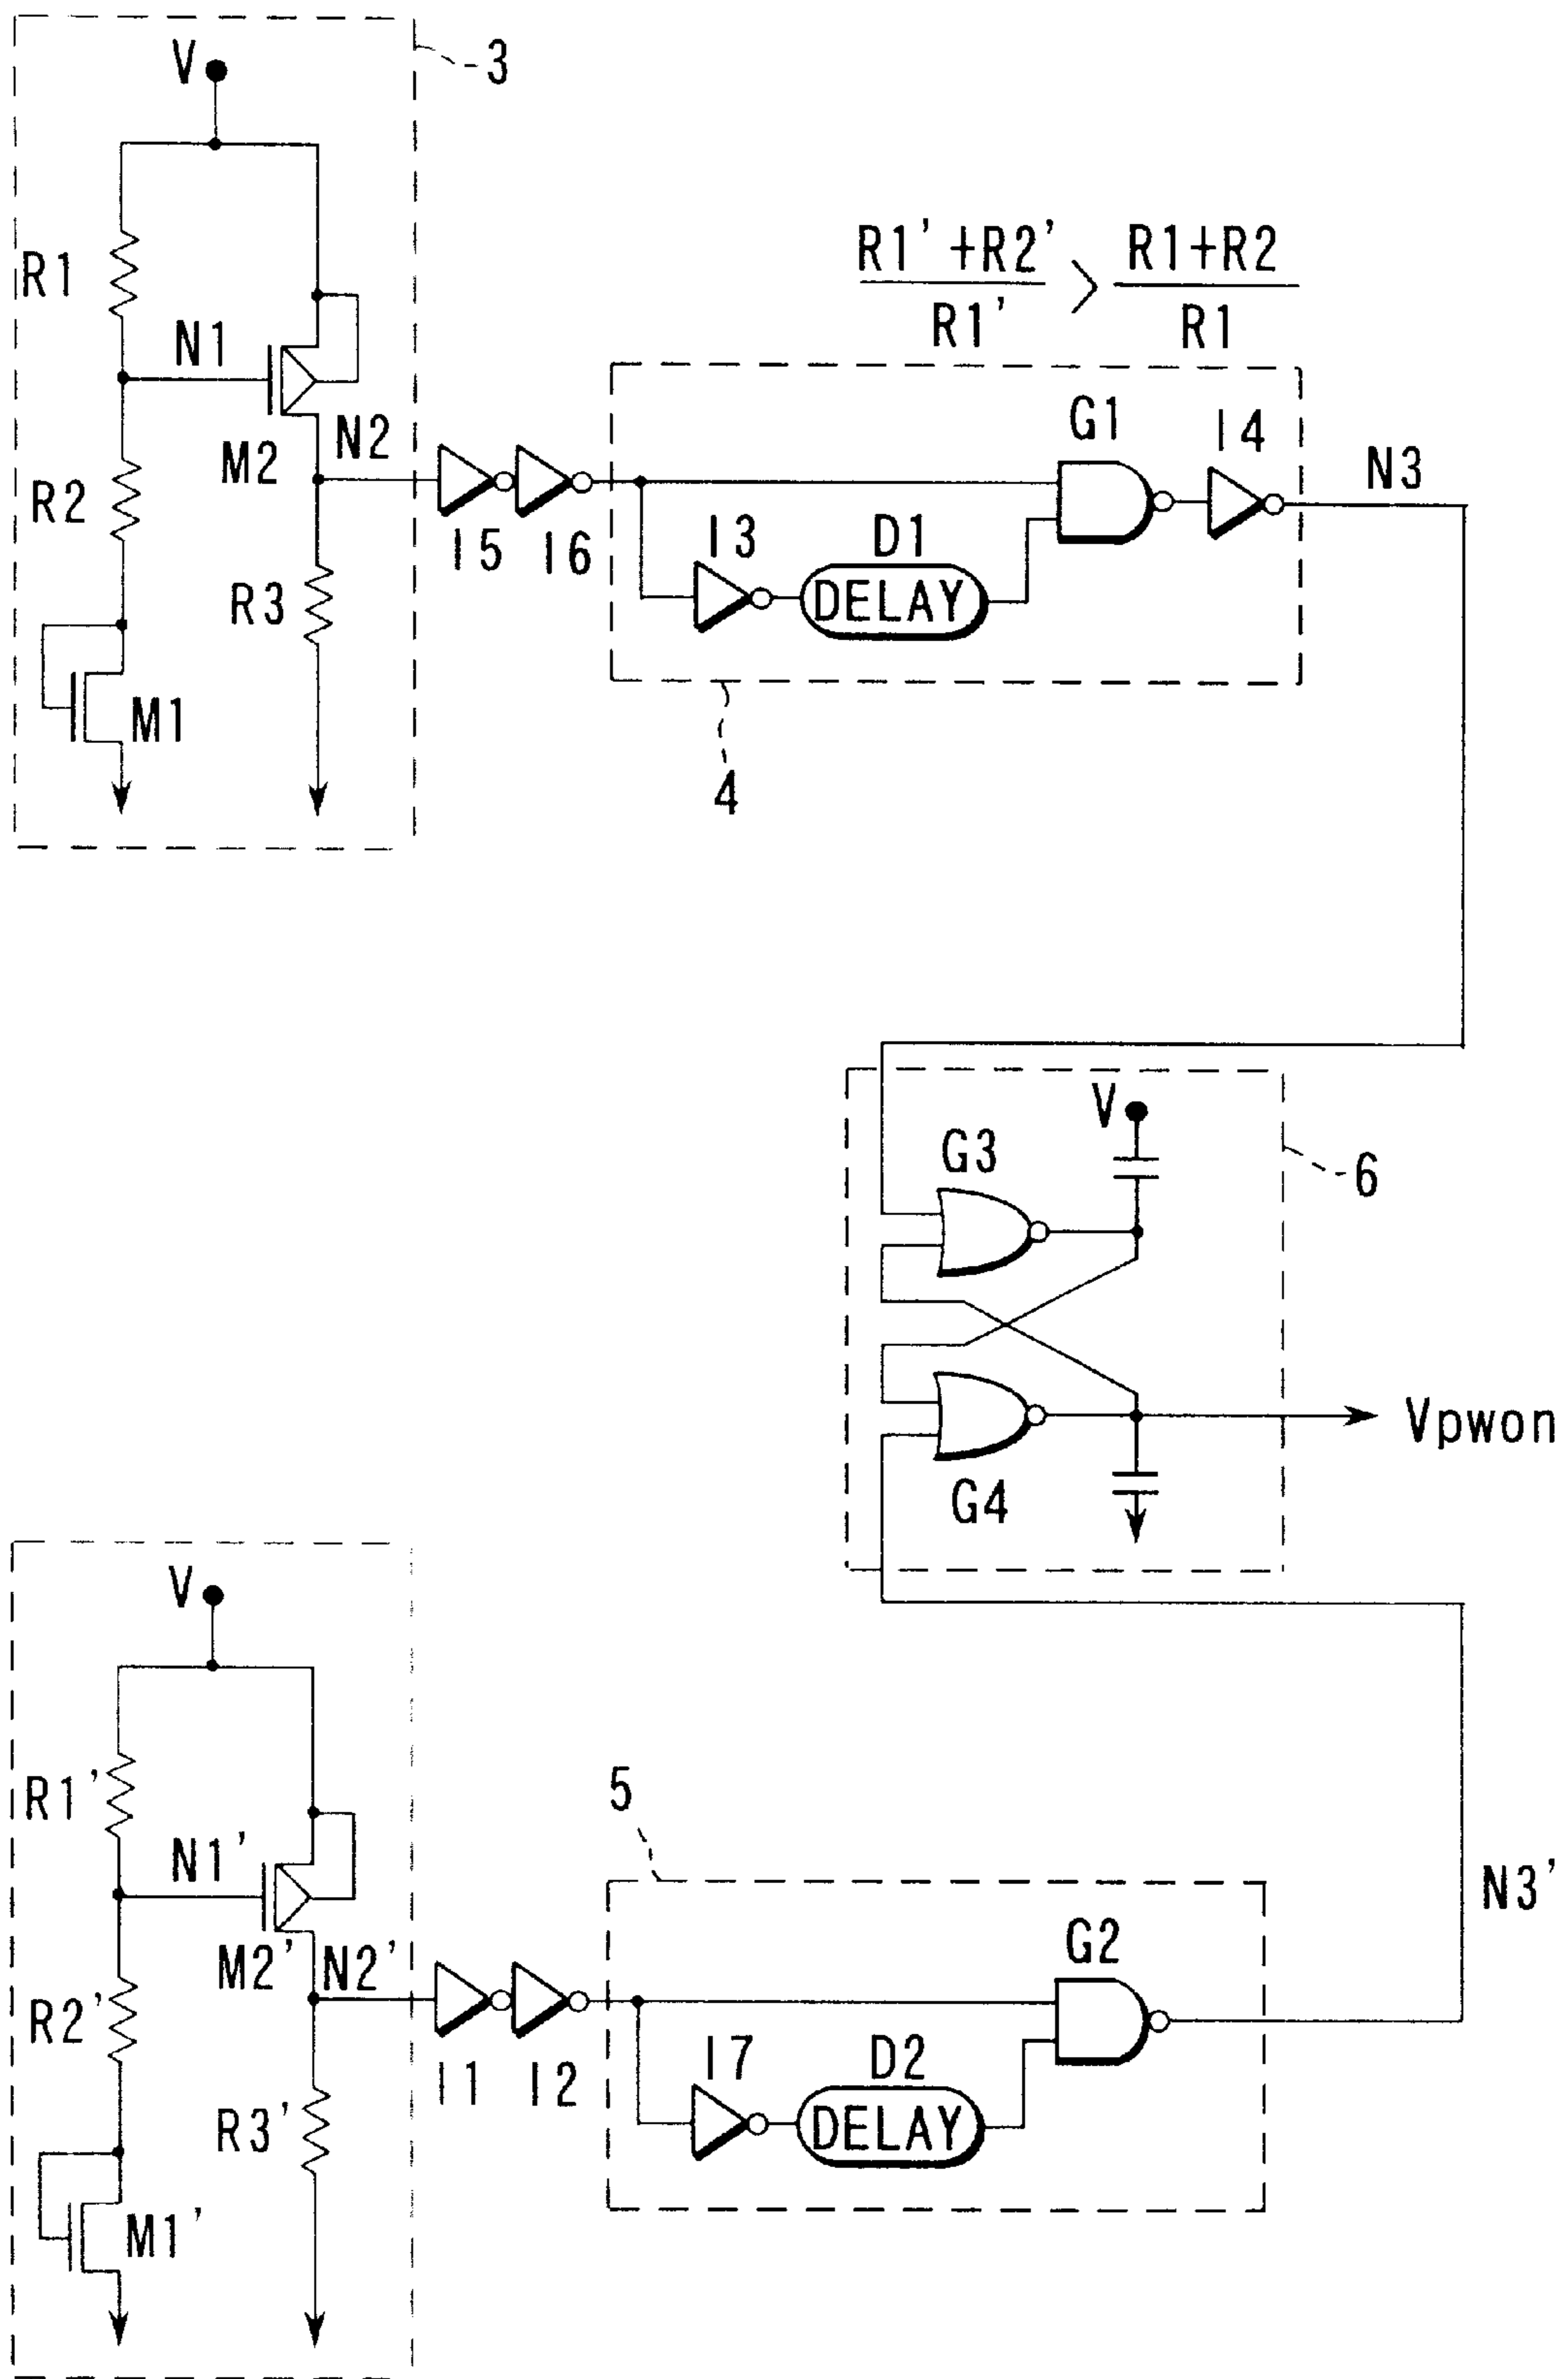 V
3
R1
N1
M2
N2
R2
R3
M1
I5
I6
R1'+R2' > R1+R2
R1' R1
G1
I4
N3
I3
D1
DELAY
4
V
G3
6
G4
Vpwon
V
R1'
N1'
M2'
N2'
R2'
R3'
M1'
I1
I2
5
G2
N3'
I7
D2
DELAY